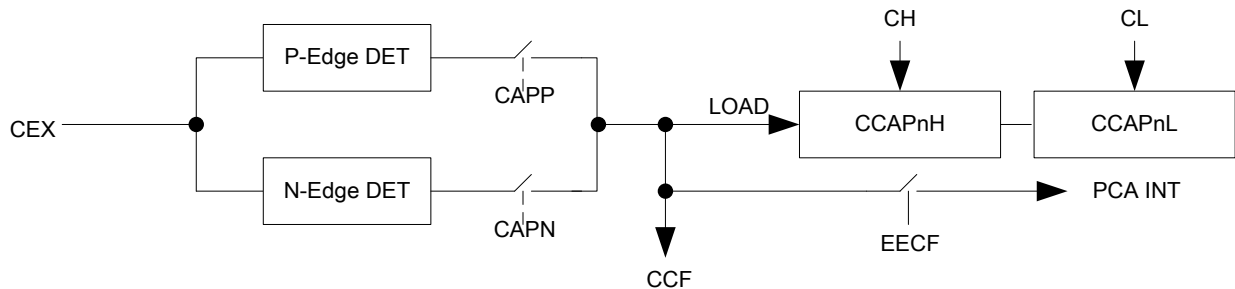 CH
CL
P-Edge DET
CAPP
LOAD
CEX
CCAPnH
CCAPnL
N-Edge DET
CAPN
PCA INT
EECF
CCF